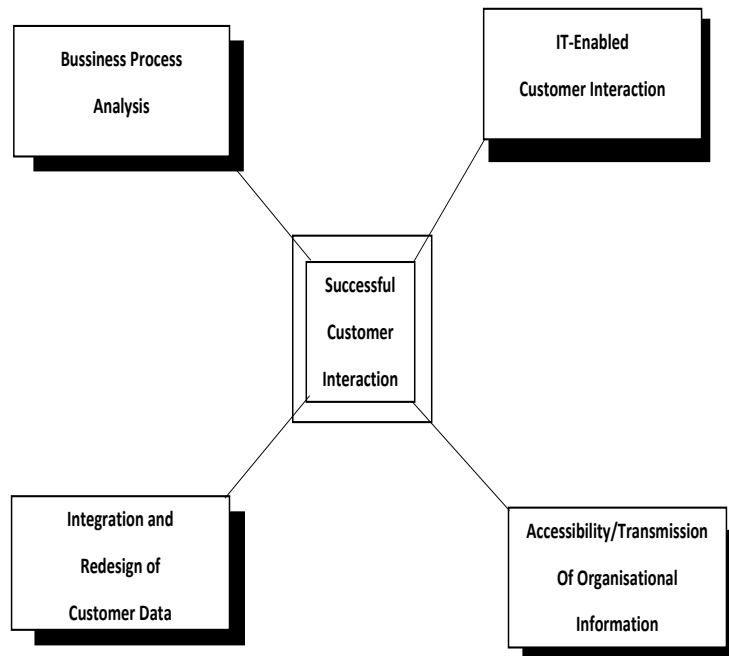 Bussiness Process
Analysis
IT-Enabled
Customer Interaction
Successful
Customer
Interaction
Integration and
Redesign of
Customer Data
Accessibility/Transmission
Of Organisational
Information